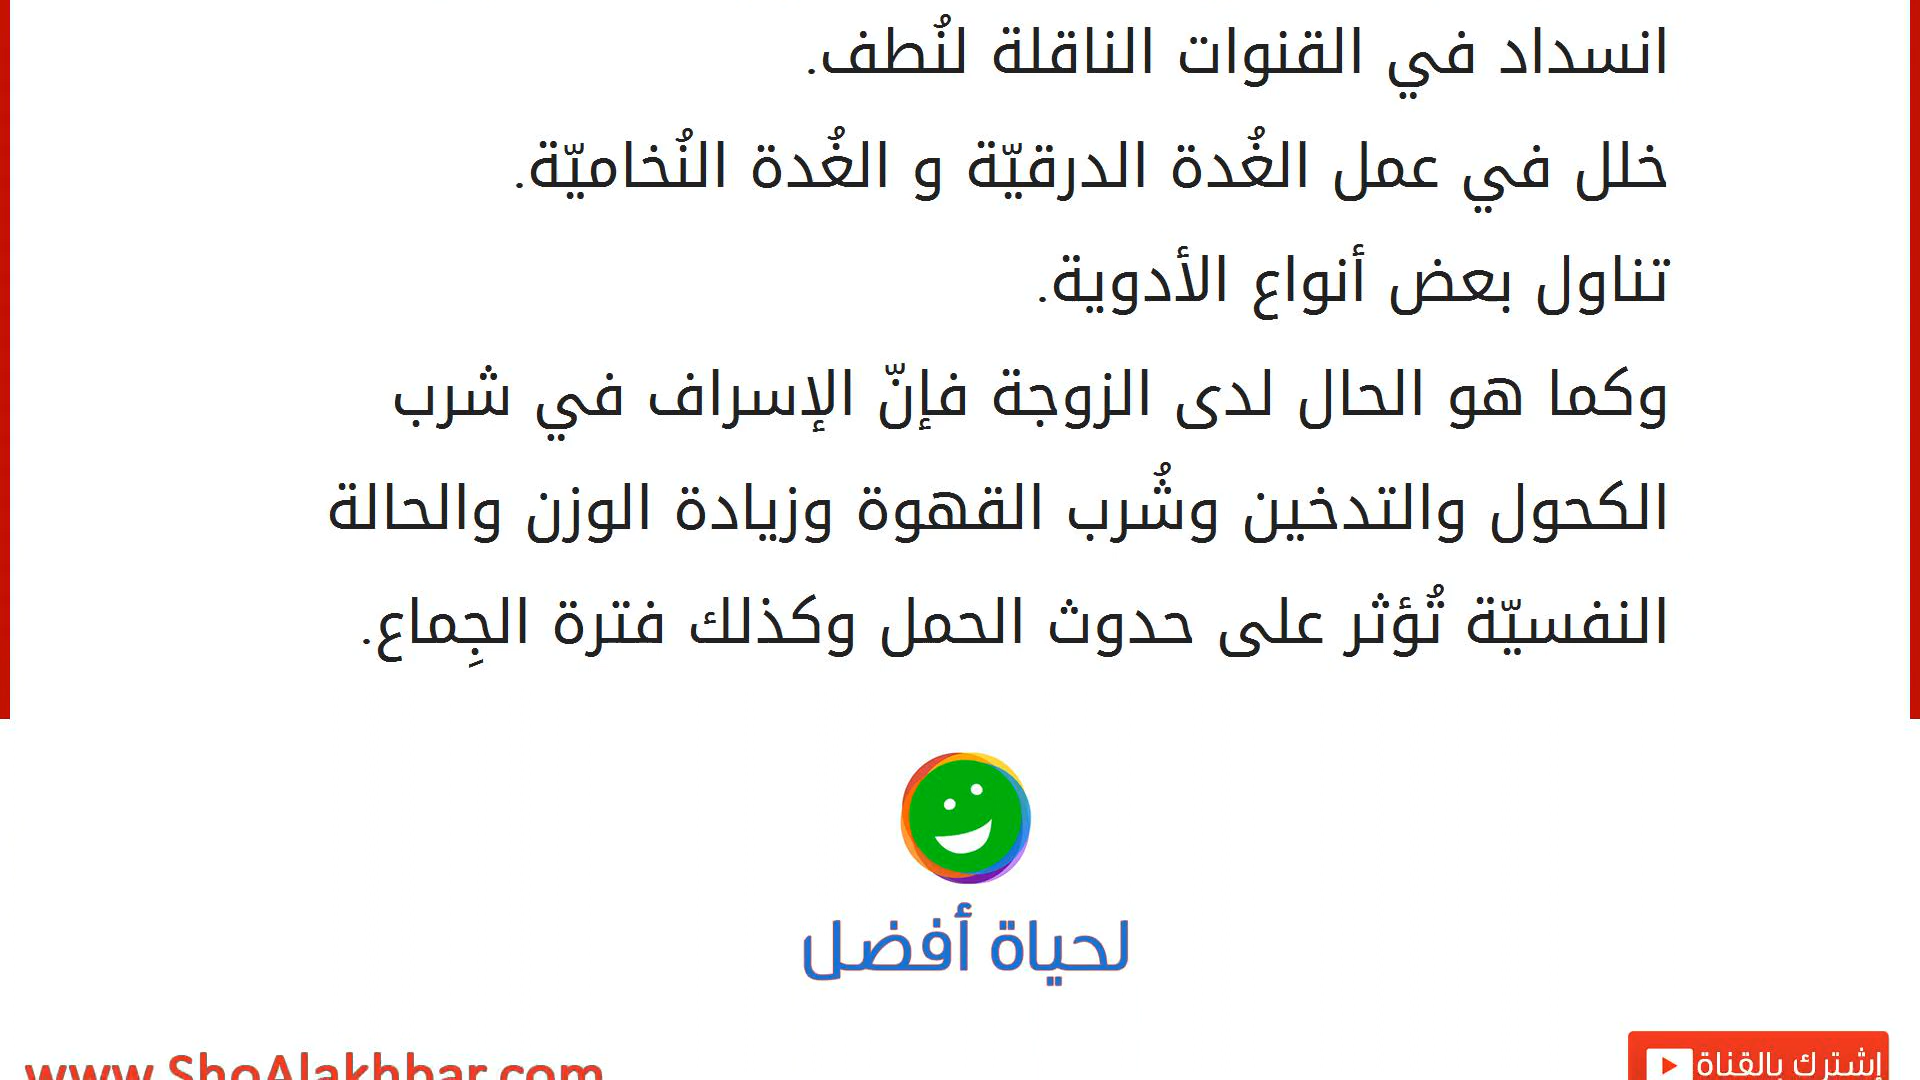 انسداد في القنوات الناقلة لنُطف.
خلل في عمل الغُدة الدرقيّة و الغُدة النُخاميّة.
تناول بعض أنواع الأدوية.
وكما هو الحال لدى الزوجة فإنّ الإسراف في شرب
الكحول والتدخين وشُرب القهوة وزيادة الوزن والحالة
النفسيّة تُؤثر على حدوث الحمل وكذلك فترة الجِماع.
لحياة أفضل
www.ShoAlakhbar.com
إشترك بالقناة